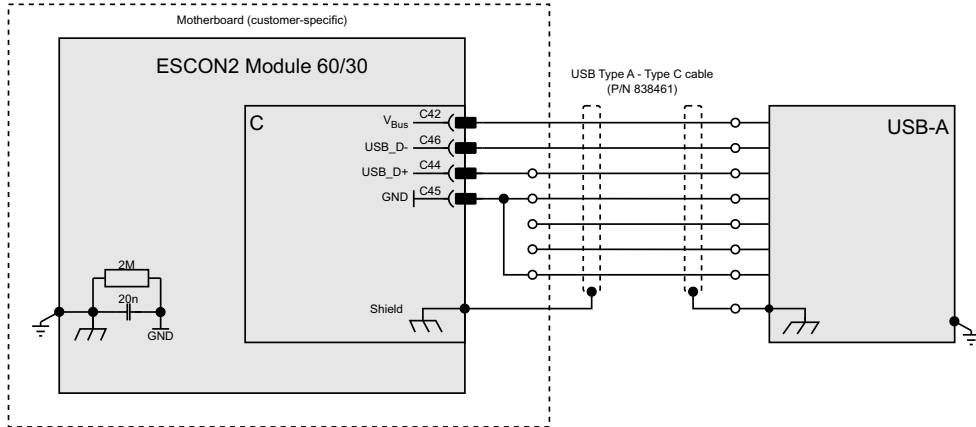 Motherboard (customer-specific)
ESCON2 Module 60/30
USB Type A - Type C cable
(P/N 838461)
C
USB-A
VBus C42
USB_D- C46
USB_D+ C44
GND C45
2M
20n
GND
Shield